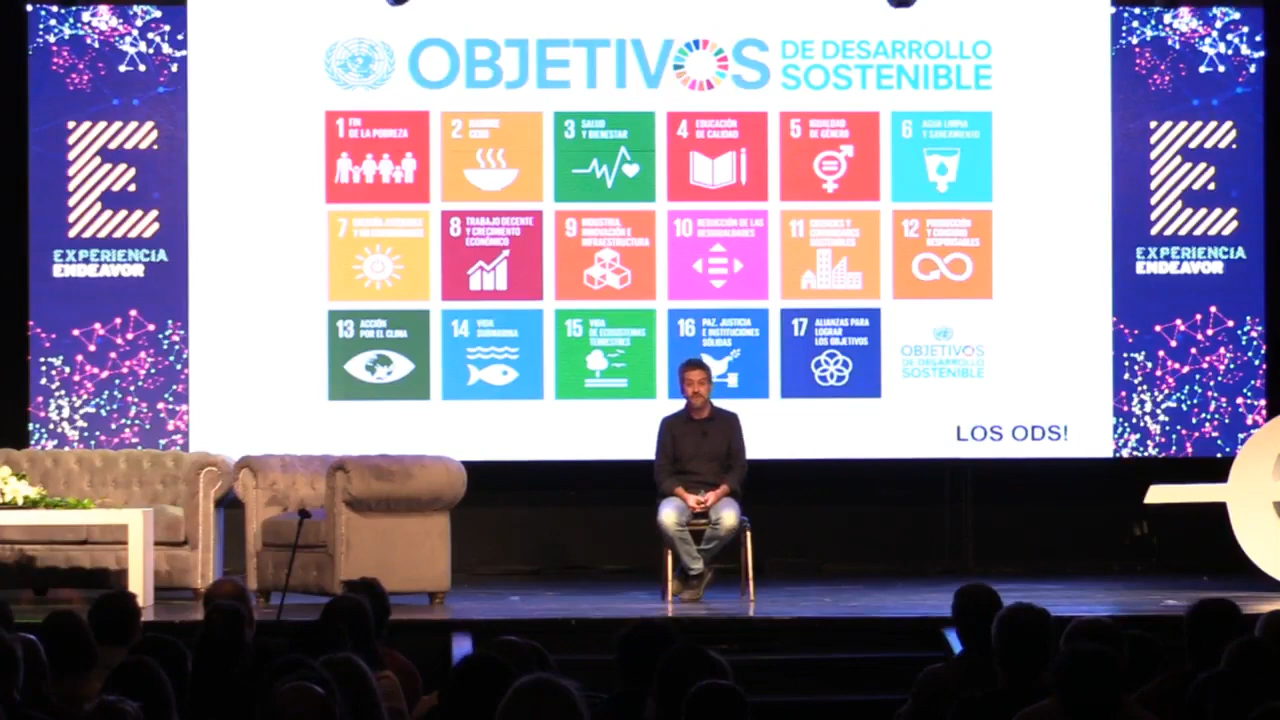 OBJETIVOS DE DESARROLLO
SOSTENIBLE
1 FIN
DE LA POBREZA
2 HAMBRE
CERO
3 SALUD
Y BIENESTAR
4 EDUCACIÓN
DE CALIDAD
5 IGUALDAD
DE GÉNERO
6 AGUA LIMPIA
Y SANEAMIENTO
7
8 TRABAJO DECENTE
Y CRECIMIENTO
ECONÓMICO
9 INDUSTRIA,
INNOVACIÓN E
INFRAESTRUCTURA
10 REDUCCIÓN DE LAS
DESIGUALDADES
11 CIUDADES Y
COMUNIDADES
SOSTENIBLES
12 PRODUCCIÓN
Y CONSUMO
RESPONSABLES
13 ACCIÓN
POR EL CLIMA
14 VIDA
SUBMARINA
15 VIDA
DE ECOSISTEMAS
TERRESTRES
16 PAZ, JUSTICIA
E INSTITUCIONES
SÓLIDAS
17 ALIANZAS PARA
LOGRAR
LOS OBJETIVOS
OBJETIVOS
DE DESARROLLO
SOSTENIBLE
LOS ODS!
E
EXPERIENCIA
ENDEAVOR
E
EXPERIENCIA
ENDEAVOR